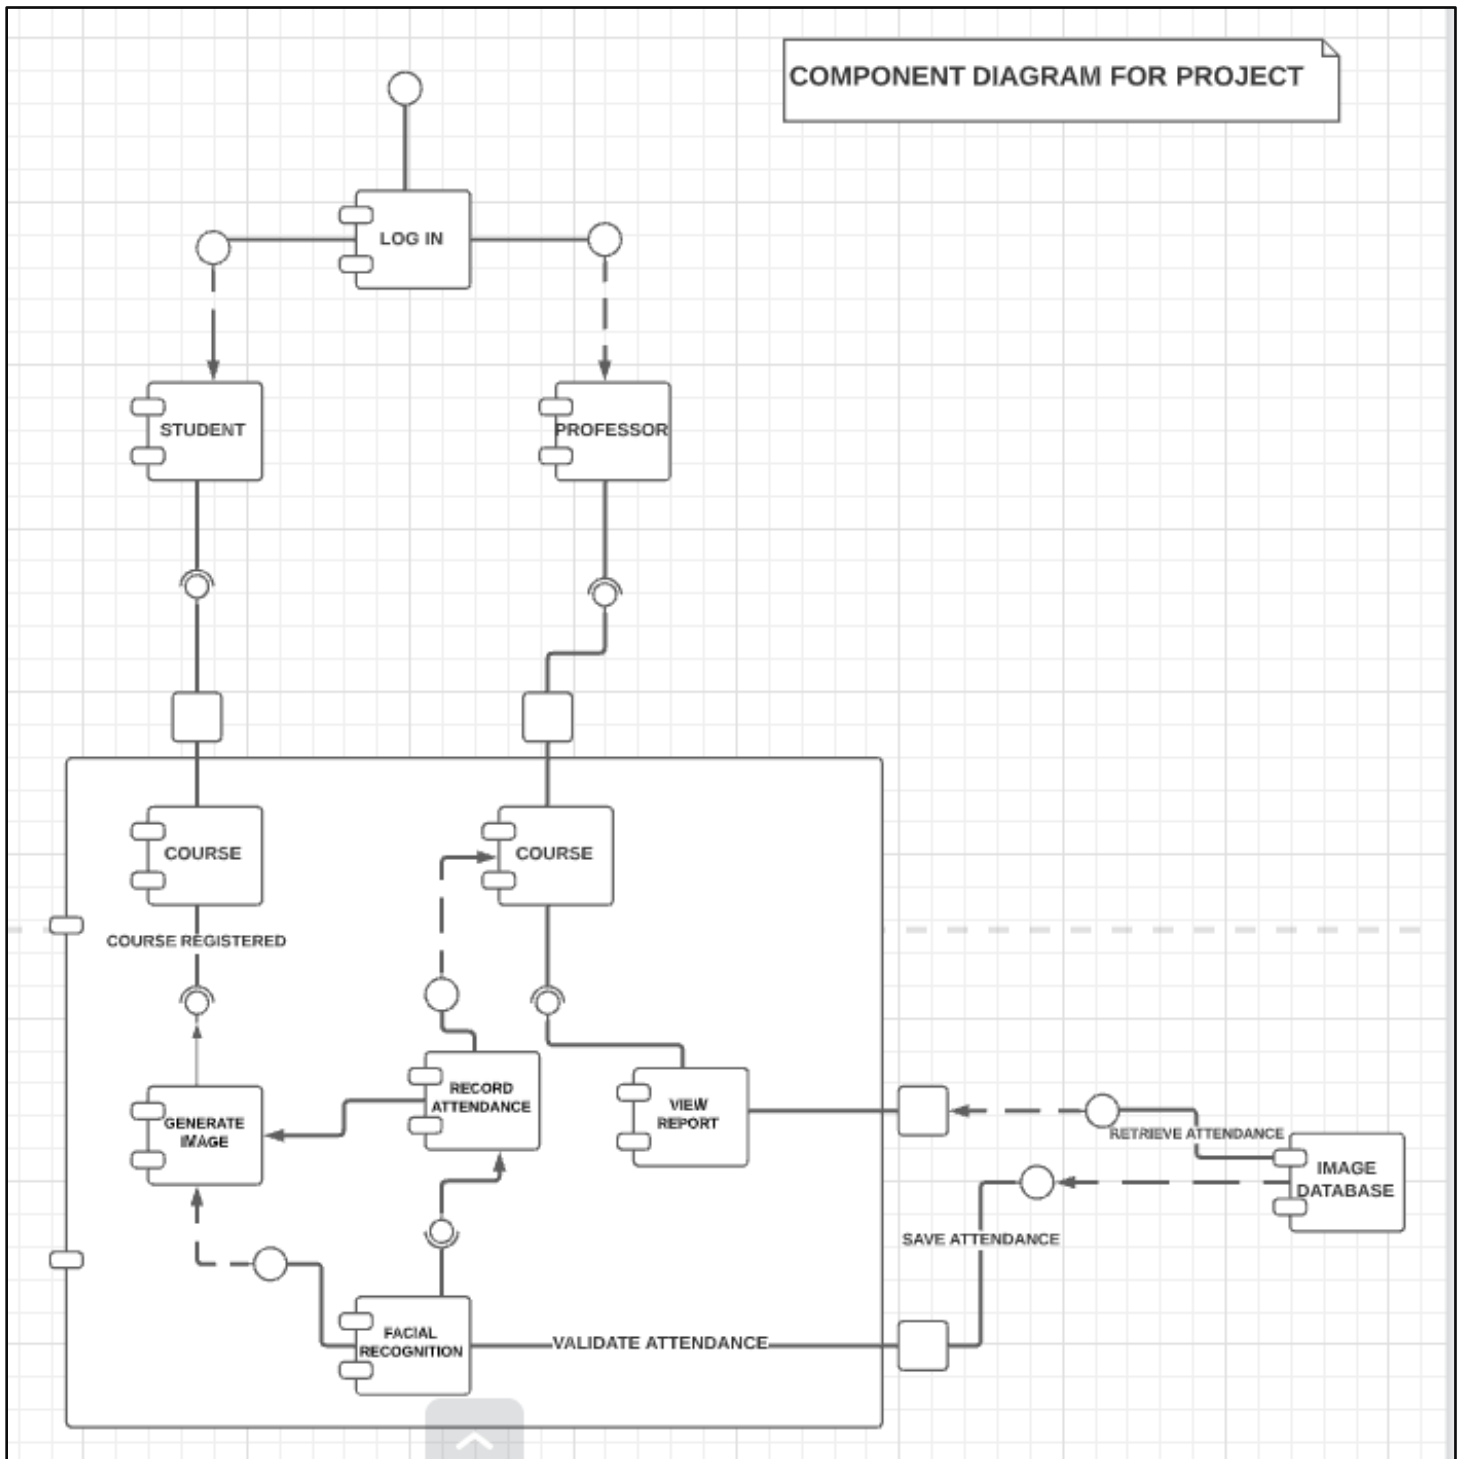 COMPONENT DIAGRAM FOR PROJECT
LOG IN
STUDENT
PROFESSOR
COURSE
COURSE
COURSE REGISTERED
RECORD
ATTENDANCE
VIEW
REPORT
GENERATE
IMAGE
RETRIEVE ATTENDANCE
IMAGE
DATABASE
SAVE ATTENDANCE
FACIAL
RECOGNITION
VALIDATE ATTENDANCE